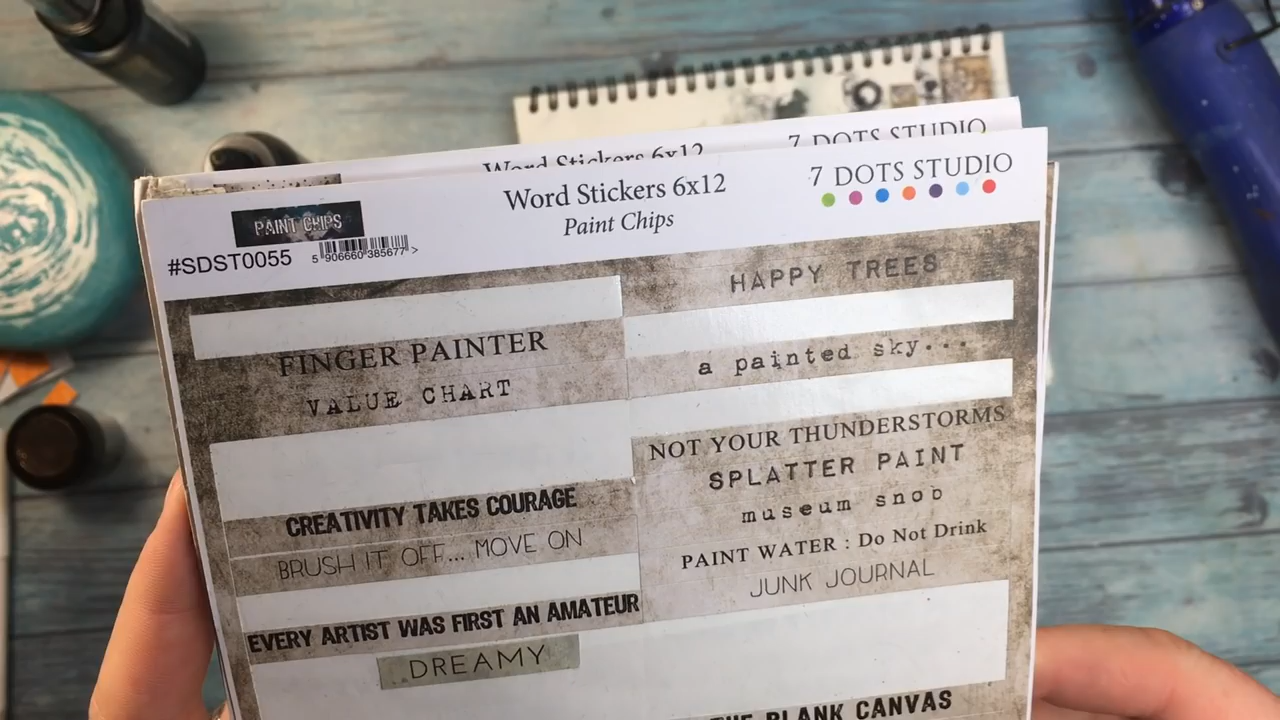 Word Stickers 6x12
7 DOTS STUDIO
Word Stickers 6x12
Paint Chips
7 DOTS STUDIO
PAINT CHIPS
#SDST0055
5 906660 385677 >
FINGER PAINTER
VALUE CHART
CREATIVITY TAKES COURAGE
BRUSH IT OFF... MOVE ON
EVERY ARTIST WAS FIRST AN AMATEUR
DREAMY
HAPPY TREES
a painted sky...
NOT YOUR THUNDERSTORMS
SPLATTER PAINT
museum snob
PAINT WATER : Do Not Drink
JUNK JOURNAL
THE BLANK CANVAS